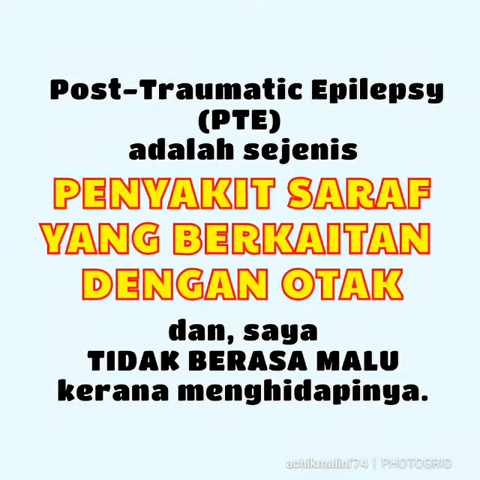 Post-Traumatic Epilepsy
(PTE)
adalah sejenis
PENYAKIT SARAF
YANG BERKAITAN
DENGAN OTAK
dan, saya
TIDAK BERASA MALU
kerana menghidapinya.
achikmalini74 | PHOTOGRID